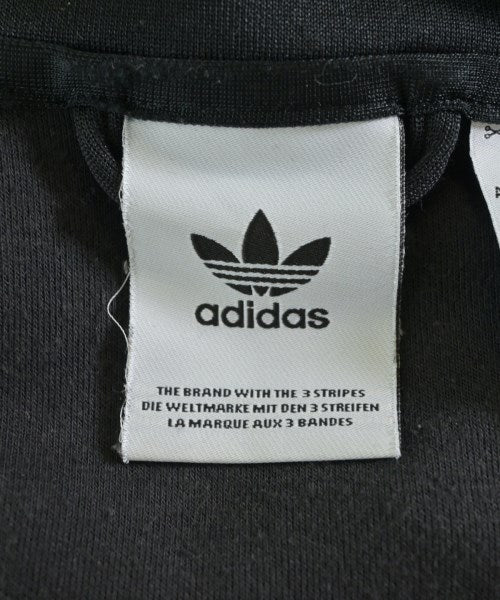 adidas
THE BRAND WITH THE 3 STRIPES
DIE WELTMARKE MIT DEN 3 STREIFEN
LA MARQUE AUX 3 BANDES